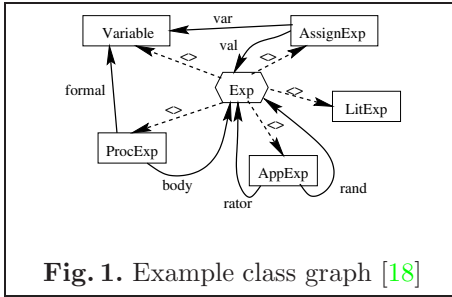 var
Variable
AssignExp
val
<>
<>
Exp
<>
formal
<>
LitExp
<>
ProcExp
AppExp
body
rator
rand
Fig. 1. Example class graph [18]